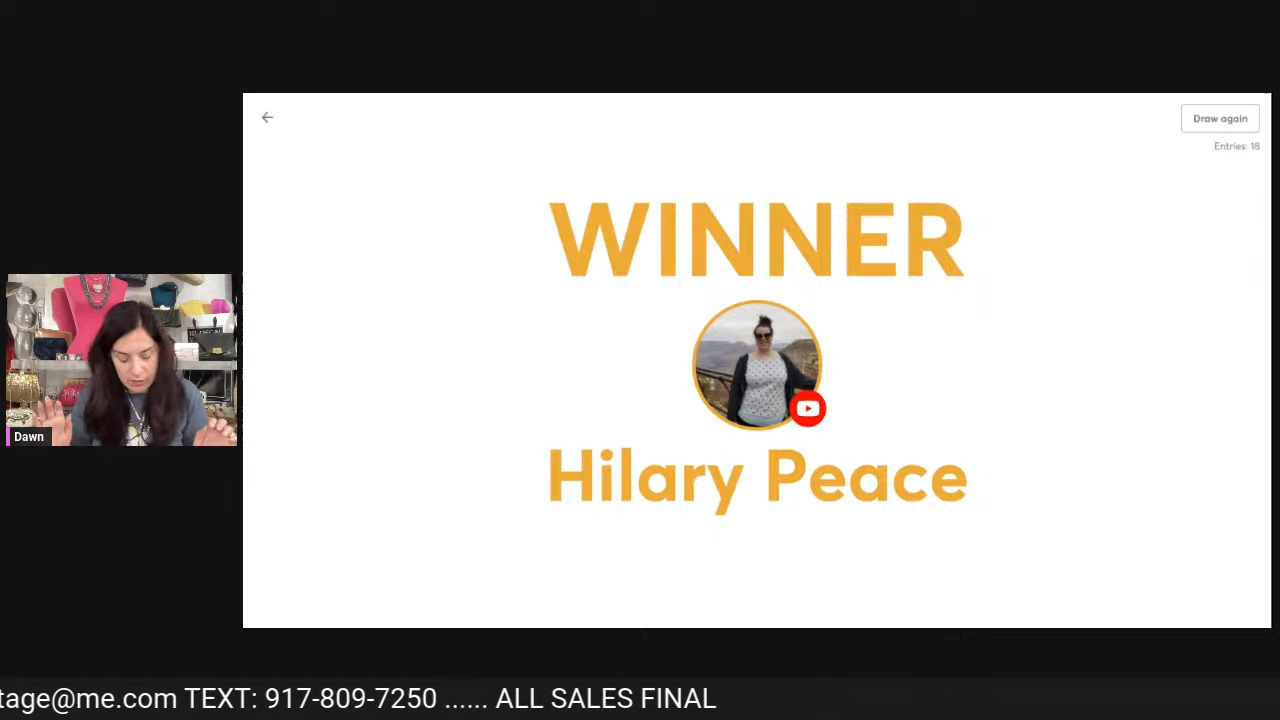 Draw again
Entries: 18
WINNER
Hilary Peace
Dawn
tage@me.com TEXT: 917-809-7250 ...... ALL SALES FINAL